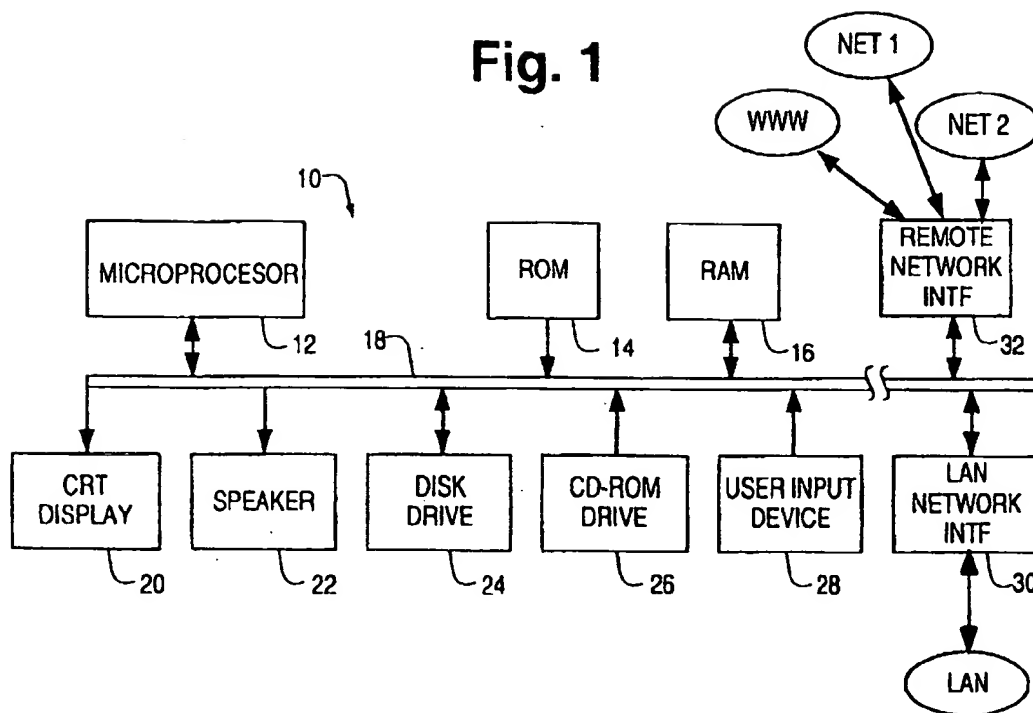 Fig. 1
NET 1
WWW
NET 2
10
MICROPROCESOR
ROM
RAM
REMOTE
NETWORK
INTF
12
18
14
16
32
CRT
DISPLAY
SPEAKER
DISK
DRIVE
CD-ROM
DRIVE
USER INPUT
DEVICE
LAN
NETWORK
INTF
20
22
24
26
28
30
LAN